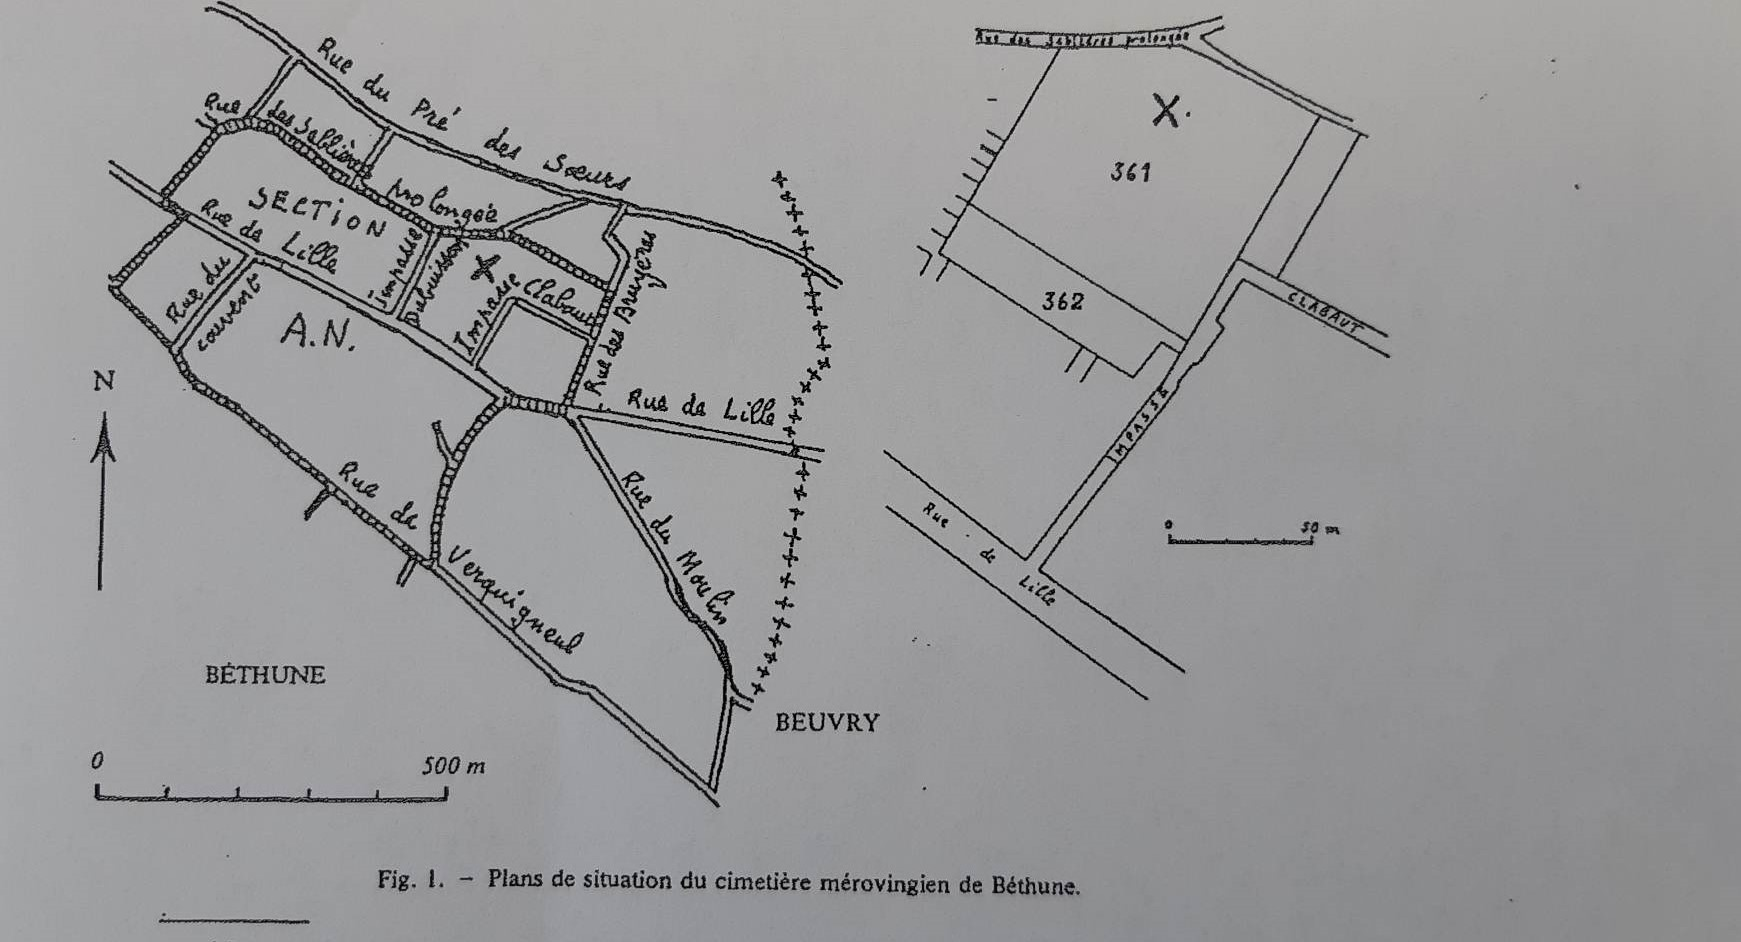 Rue du Pré des Sœurs
Rue des Sablières prolongée
SECTION
A.N.
Rue de Lille
Rue du couvent
Impasse Dubuisson
X
Impasse Clabaut
Rue des Bruyères
Rue de Lille
Rue du Moulin
Rue de Verquigneul
N
BÉTHUNE
BEUVRY
0 500 m
Rue des Sablières prolongée
X.
361
362
IMPASSE CLABAUT
Rue de Lille
0 50 m
Fig. 1. — Plans de situation du cimetière mérovingien de Béthune.